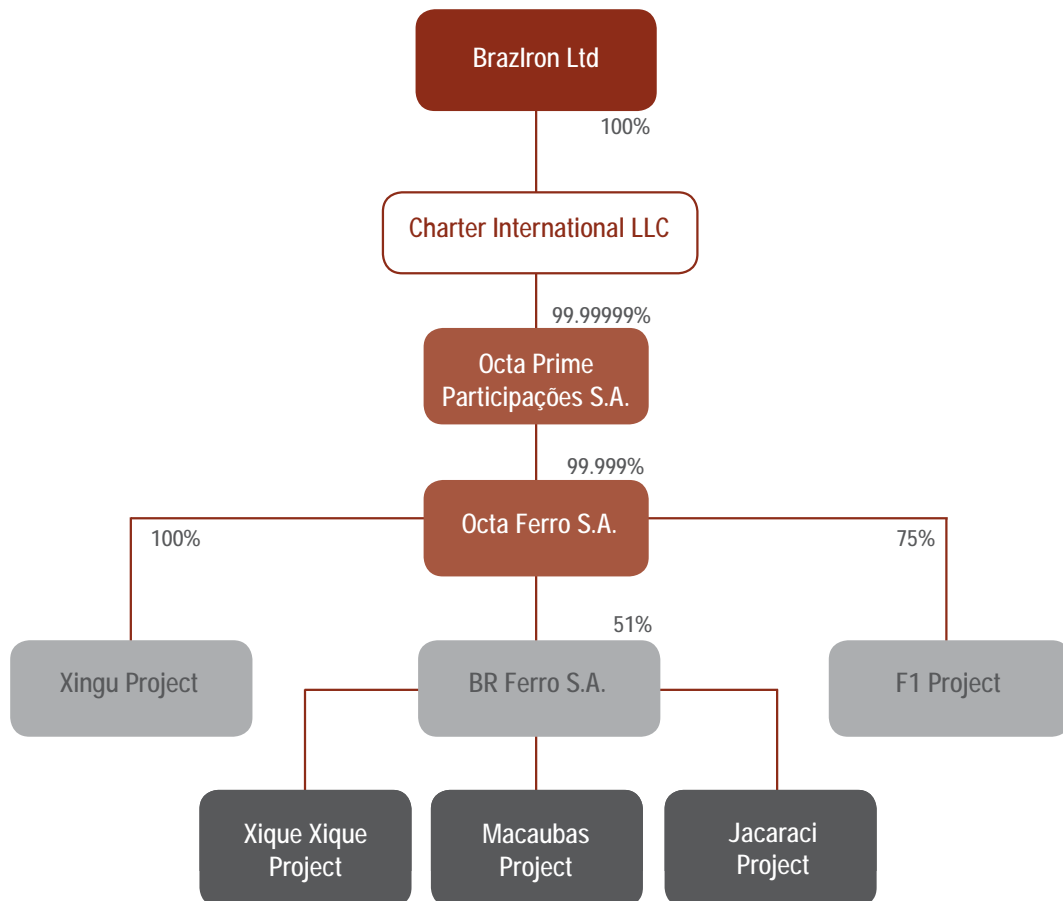 BrazIron Ltd
100%
Charter International LLC
99.99999%
Octa Prime
Participações S.A.
99.999%
Octa Ferro S.A.
100%
75%
51%
Xingu Project
BR Ferro S.A.
F1 Project
Xique Xique
Project
Macaubas
Project
Jacaraci
Project